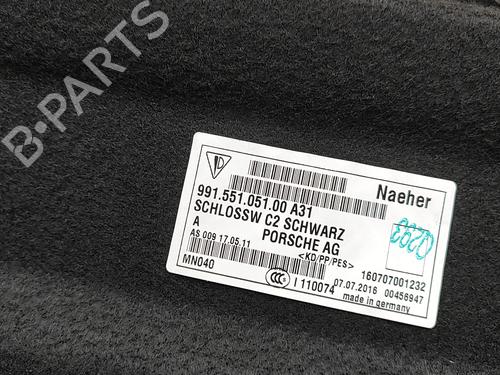 B-PARTS
Naeher
991.551.051.00 A31
SCHLOSSW C2 SCHWARZ
A PORSCHE AG
AS 009 17.05.11 <KD/PP/PES>
160707001232
MN040 I 110074 07.07.2016 00456947
made in germany